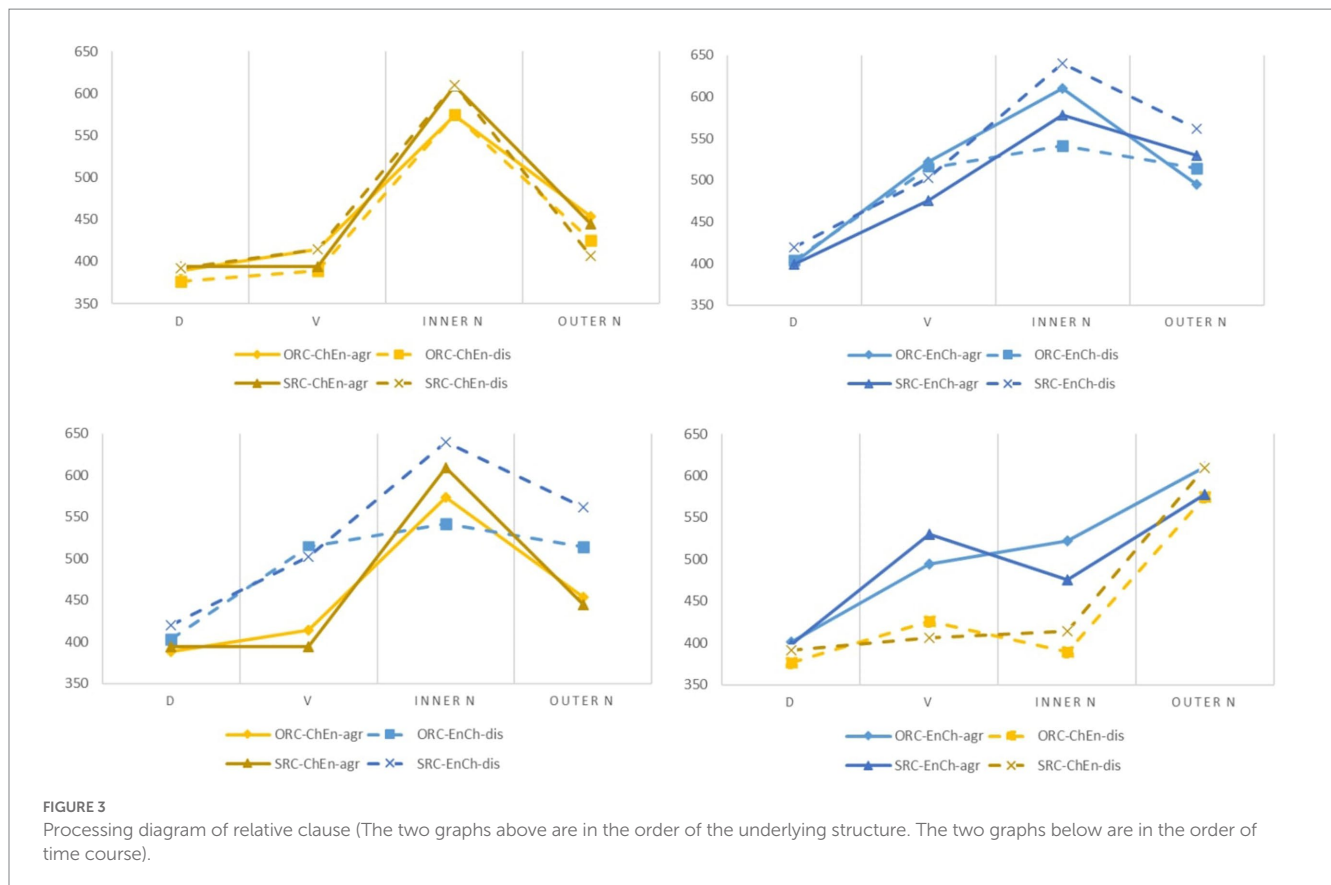 650
600
550
500
450
400
350
D V INNER N OUTER N
ORC-ChEn-agr ORC-ChEn-dis
SRC-ChEn-agr SRC-ChEn-dis
650
600
550
500
450
400
350
D V INNER N OUTER N
ORC-EnCh-agr ORC-EnCh-dis
SRC-EnCh-agr SRC-EnCh-dis
650
600
550
500
450
400
350
D V INNER N OUTER N
ORC-ChEn-agr ORC-EnCh-dis
SRC-ChEn-agr SRC-EnCh-dis
650
600
550
500
450
400
350
D V INNER N OUTER N
ORC-EnCh-agr ORC-ChEn-dis
SRC-EnCh-agr SRC-ChEn-dis
FIGURE 3
Processing diagram of relative clause (The two graphs above are in the order of the underlying structure. The two graphs below are in the order of
time course).